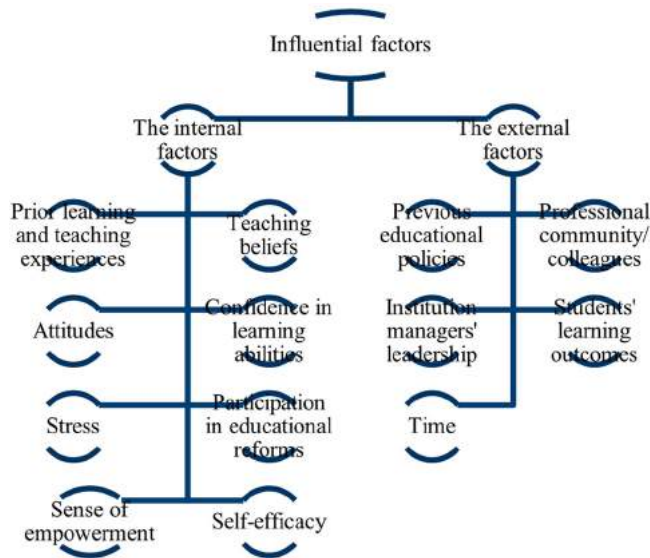 Influential factors
The internal
factors
The external
factors
Prior learning
and teaching
experiences
Teaching
beliefs
Previous
educational
policies
Professional
community/
colleagues
Attitudes
Confidence in
learning
abilities
Institution
managers'
leadership
Students'
learning
outcomes
Stress
Participation
in educational
reforms
Time
Sense of
empowerment
Self-efficacy